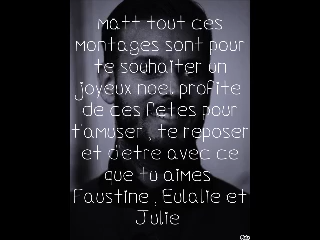 Matt tout ces
montages sont pour
te souhaiter un
joyeux noel profite
de ces fetes pour
t'amuser , te reposer
et d'etre avec ce
que tu aimes
Faustine , Eulalie et
Julie